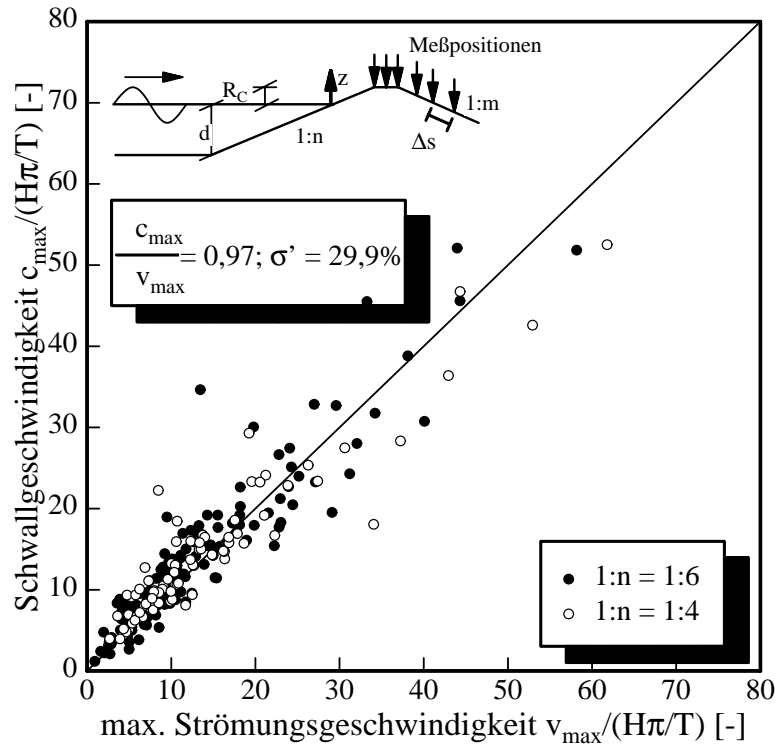 Schwallgeschwindigkeit c_max/(Hπ/T) [-]
80
70
60
50
40
30
20
10
0
Meßpositionen
z
R_C
d
1:n
1:m
Δs
c_max
v_max
= 0,97; σ' = 29,9%
1:n = 1:6
1:n = 1:4
0 10 20 30 40 50 60 70 80
max. Strömungsgeschwindigkeit v_max/(Hπ/T) [-]